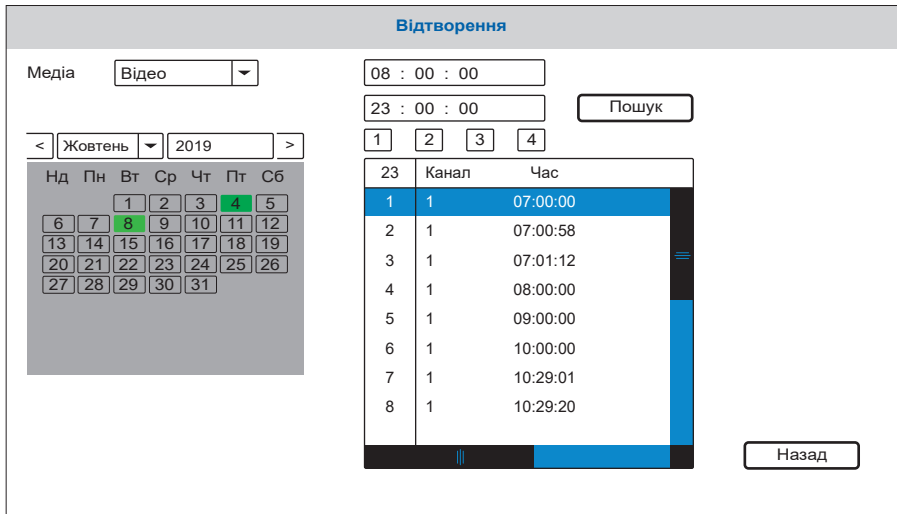 Відтворення
Медіа Відео
< Жовтень 2019 >
Нд Пн Вт Ср Чт Пт Сб
1 2 3 4 5
6 7 8 9 10 11 12
13 14 15 16 17 18 19
20 21 22 23 24 25 26
27 28 29 30 31
08 : 00 : 00
23 : 00 : 00 Пошук
1 2 3 4
23 Канал Час
1 1 07:00:00
2 1 07:00:58
3 1 07:01:12
4 1 08:00:00
5 1 09:00:00
6 1 10:00:00
7 1 10:29:01
8 1 10:29:20
Назад